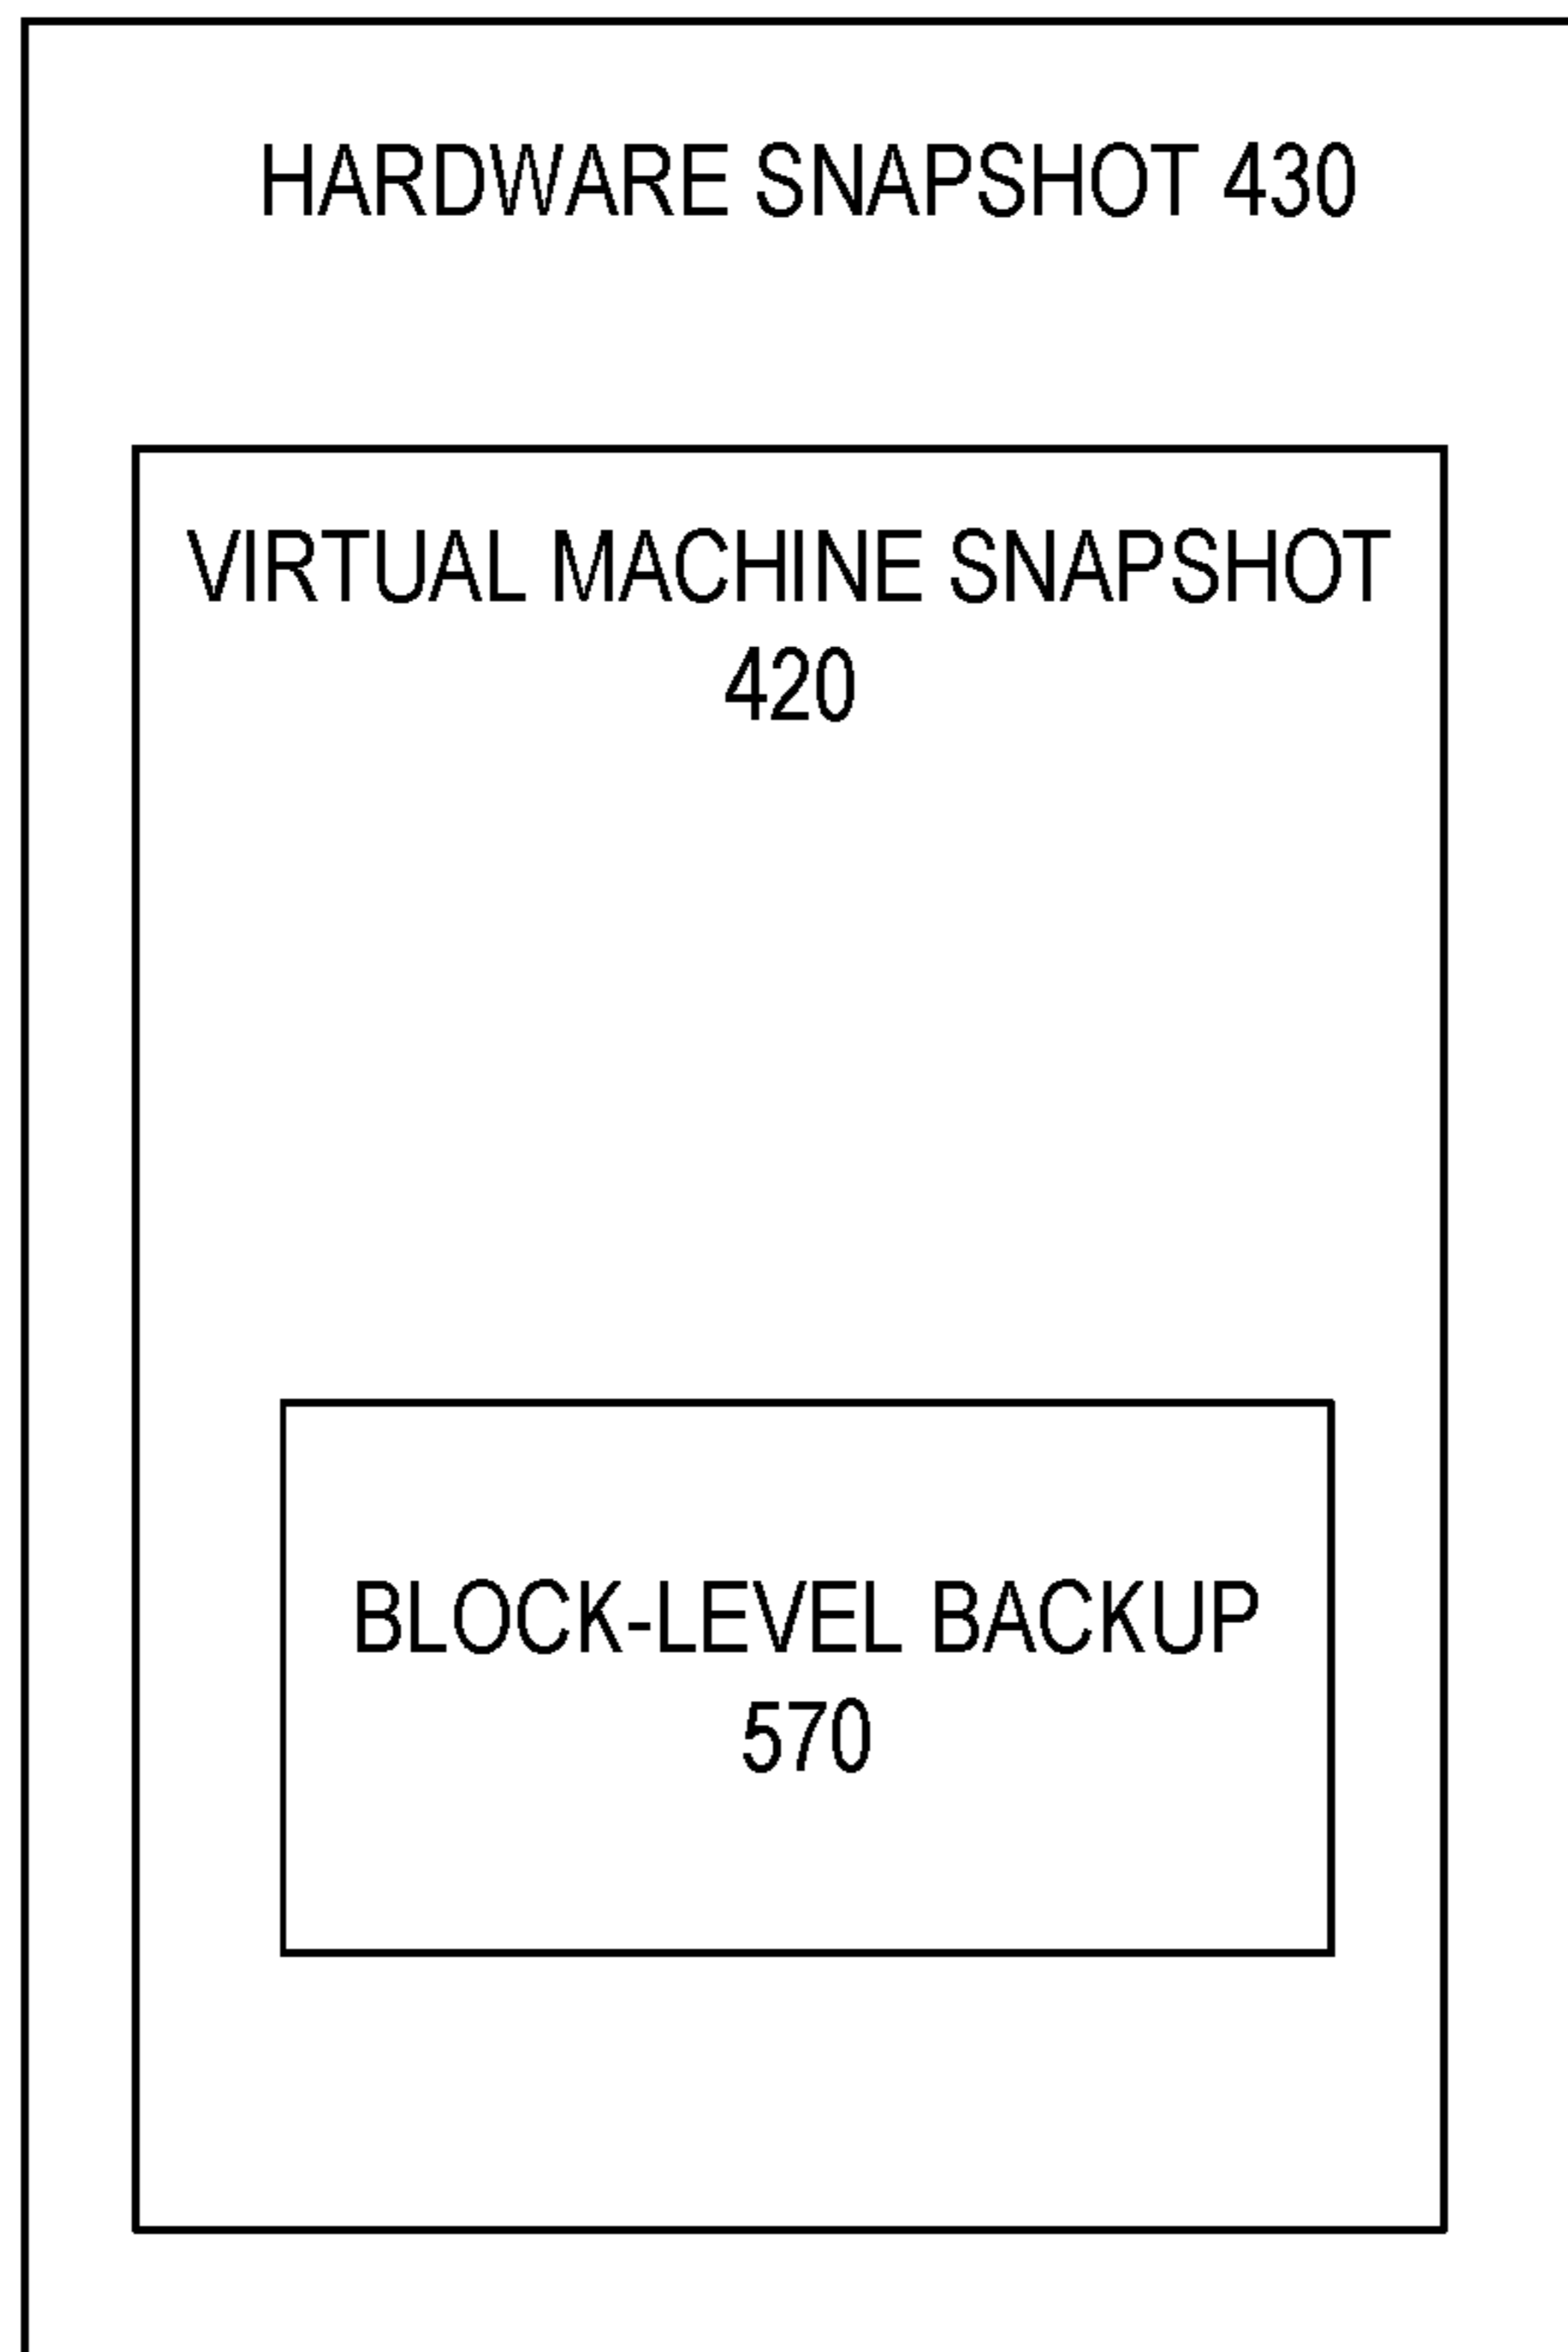 HARDWARE SNAPSHOT 430
VIRTUAL MACHINE SNAPSHOT
420
BLOCK-LEVEL BACKUP
570